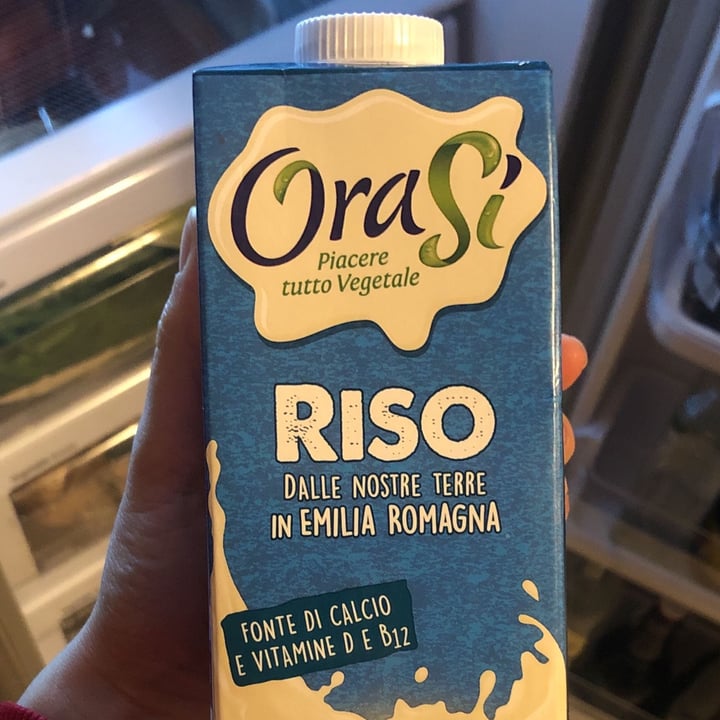 OraSì
Piacere
tutto Vegetale
RISO
DALLE NOSTRE TERRE
IN EMILIA ROMAGNA
FONTE DI CALCIO
E VITAMINE D E B12